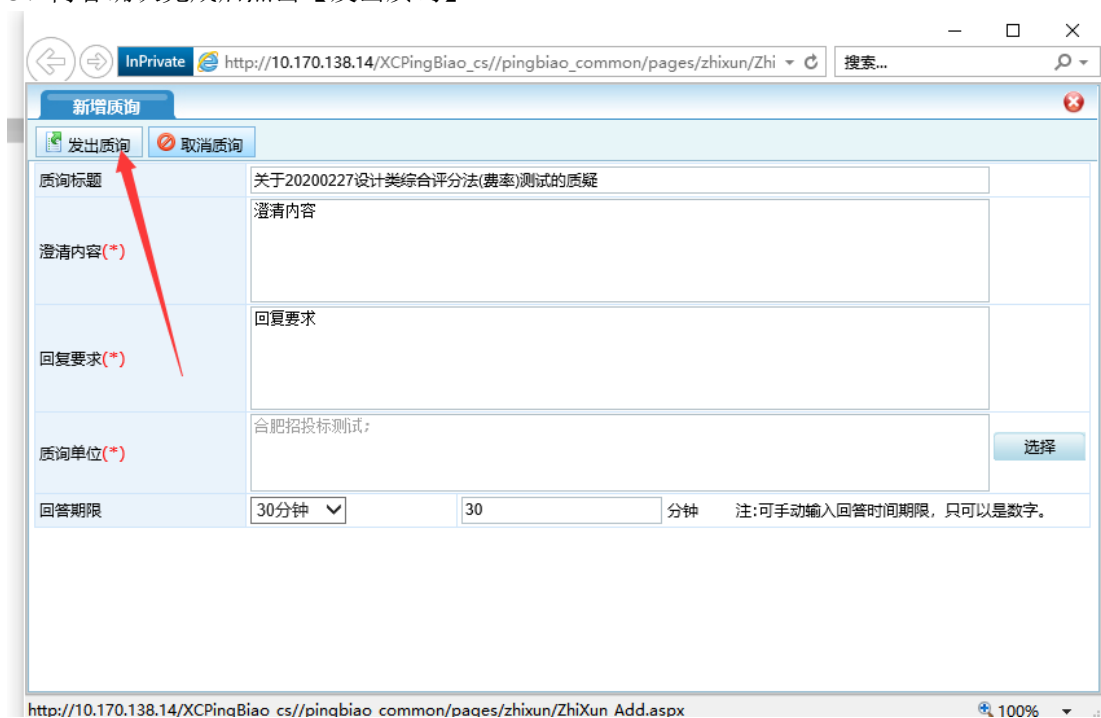 InPrivate http://10.170.138.14/XCPingBiao_cs//pingbiao_common/pages/zhixun/Zhi 搜索...
新增质询
发出质询 取消质询
质询标题 关于20200227设计类综合评分法(费率)测试的质疑
澄清内容
澄清内容(*)
回复要求
回复要求(*)
合肥招投标测试;
质询单位(*) 选择
回答期限 30分钟 30 分钟 注:可手动输入回答时间期限，只可以是数字。
http://10.170.138.14/XCPingBiao_cs//pingbiao_common/pages/zhixun/ZhiXun_Add.aspx 100%